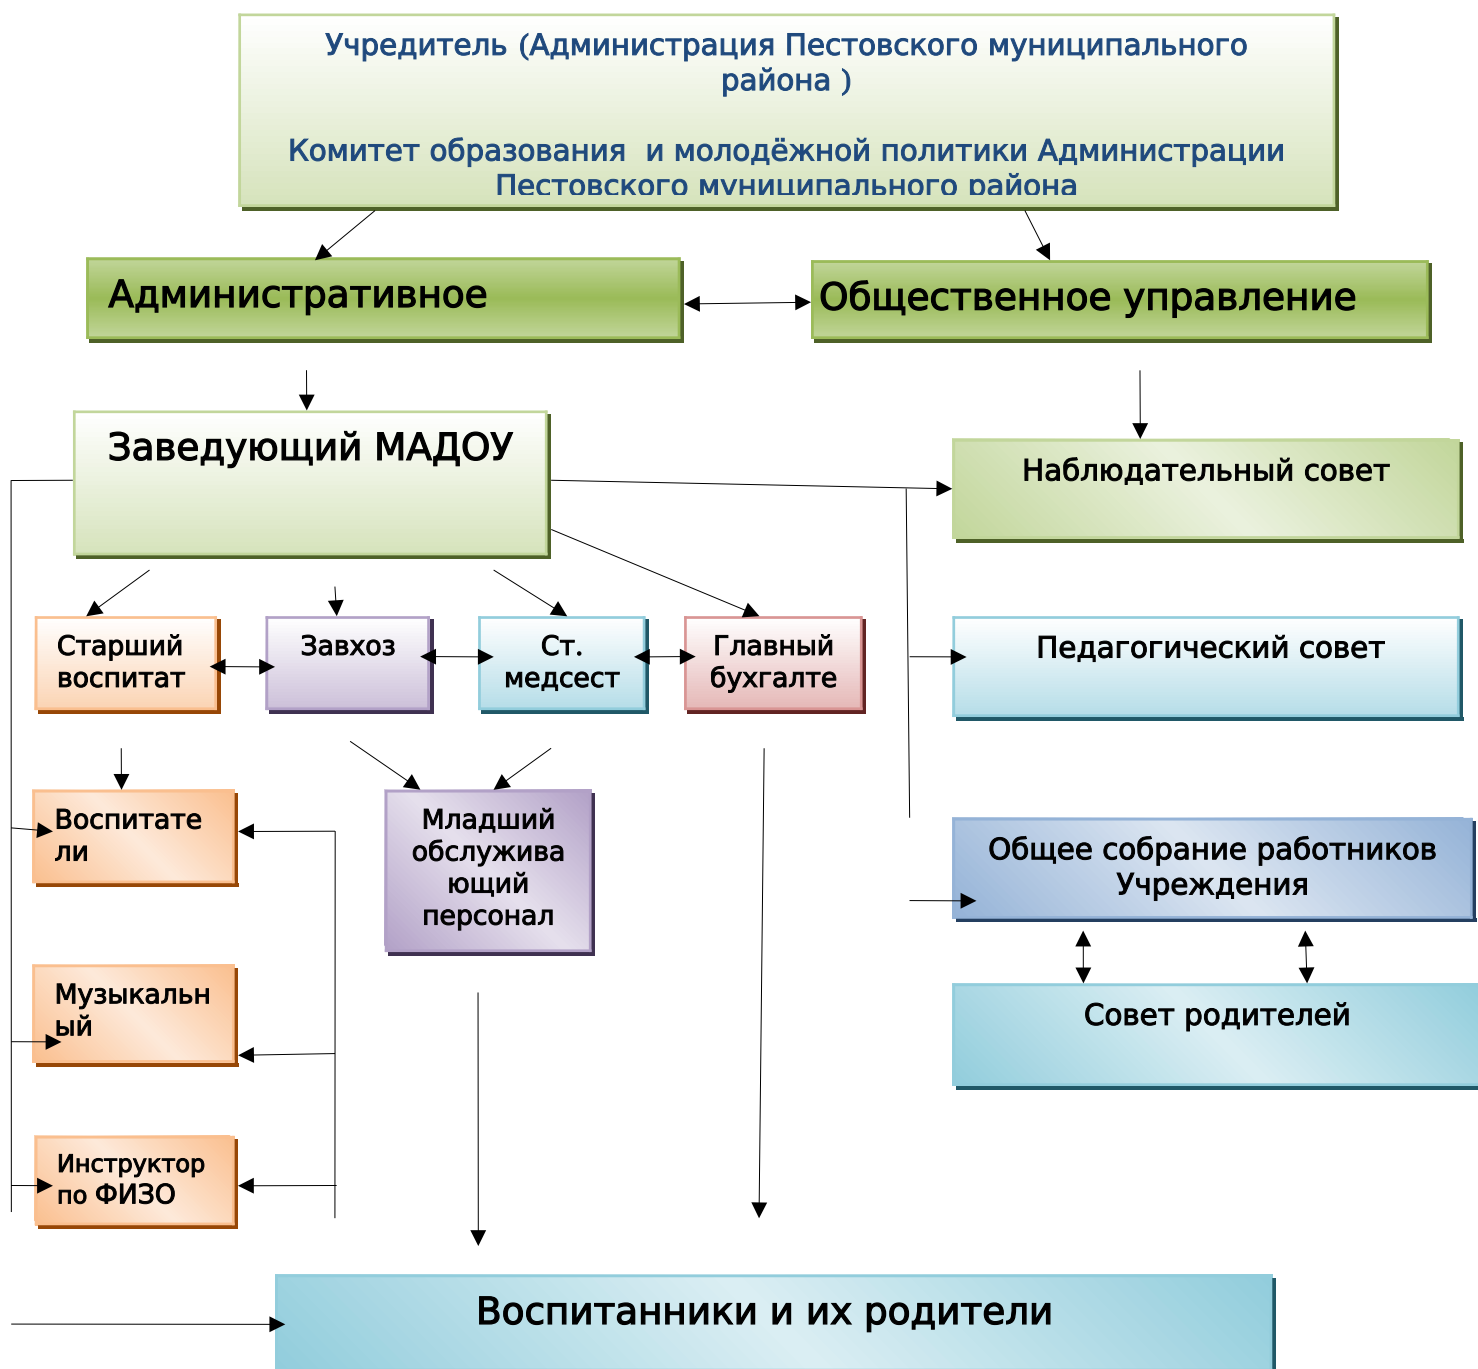 Учредитель (Администрация Пестовского муниципального
района )
Комитет образования  и молодёжной политики Администрации
Пестовского муниципального района
Административное
Общественное управление
Заведующий МАДОУ
Наблюдательный совет
Старший
воспитат
Завхоз
Ст.
медсест
Главный
бухгалте
Педагогический совет
Воспитате
ли
Младший
обслужива
ющий
персонал
Общее собрание работников
Учреждения
Музыкальн
ый
Совет родителей
Инструктор
по ФИЗО
Воспитанники и их родители